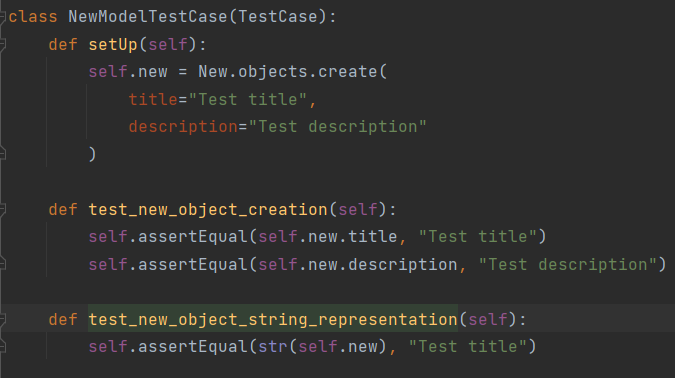 class NewModelTestCase(TestCase):
    def setUp(self):
        self.new = New.objects.create(
            title="Test title",
            description="Test description"
        )

    def test_new_object_creation(self):
        self.assertEqual(self.new.title, "Test title")
        self.assertEqual(self.new.description, "Test description")

    def test_new_object_string_representation(self):
        self.assertEqual(str(self.new), "Test title")